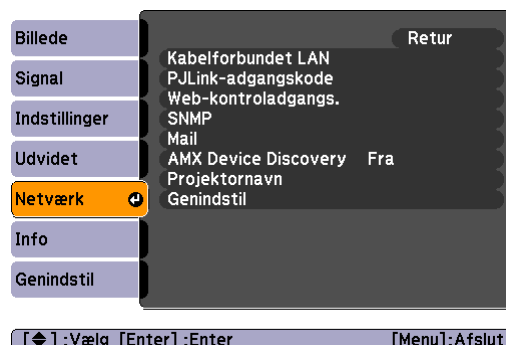 Billede
Signal
Indstillinger
Udvidet
Netværk
Info
Genindstil
Retur
Kabelforbundet LAN
PJLink-adgangskode
Web-kontroladgangs.
SNMP
Mail
AMX Device Discovery Fra
Projektornavn
Genindstil
[◆] :Vælg [Enter] :Enter [Menu]:Afslut